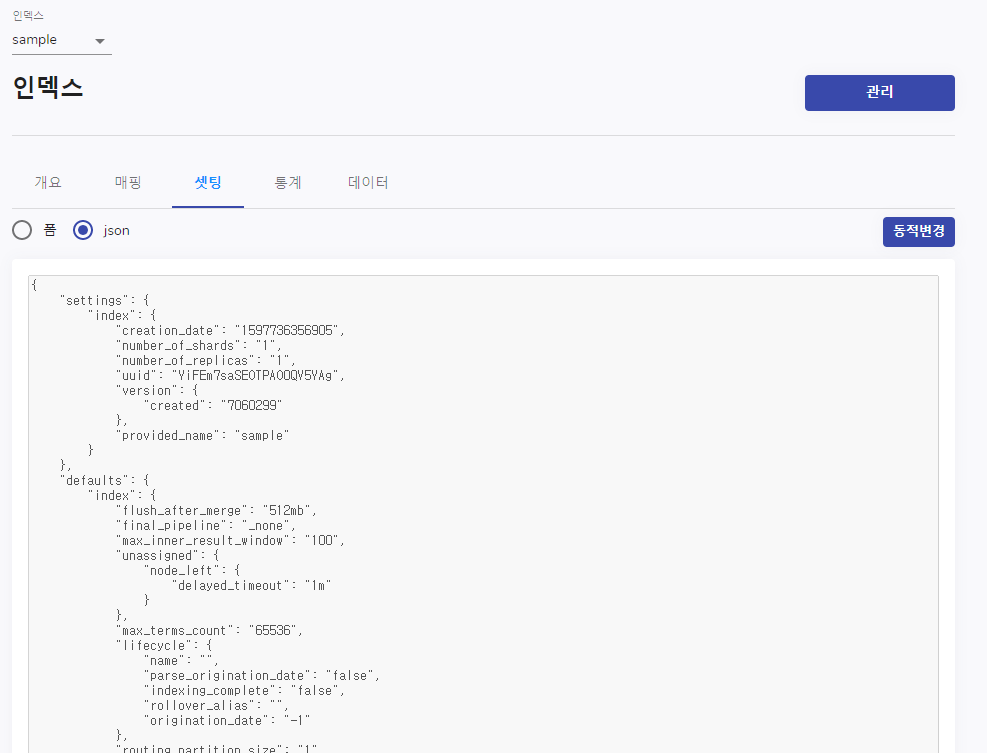 인덱스
sample
인덱스
관리
개요 매핑 셋팅 통계 데이터
폼 json 동적변경
{
"settings": {
"index": {
"creation_date": "1597736356905",
"number_of_shards": "1",
"number_of_replicas": "1",
"uuid": "YiFEm7saSEOTPAOOQV5YAg",
"version": {
"created": "7060299"
},
"provided_name": "sample"
}
},
"defaults": {
"index": {
"flush_after_merge": "512mb",
"final_pipeline": "_none",
"max_inner_result_window": "100",
"unassigned": {
"node_left": {
"delayed_timeout": "1m"
}
},
"max_terms_count": "65536",
"lifecycle": {
"name": "",
"parse_origination_date": "false",
"indexing_complete": "false",
"rollover_alias": "",
"origination_date": "-1"
},
"routing_partition_size": "1"